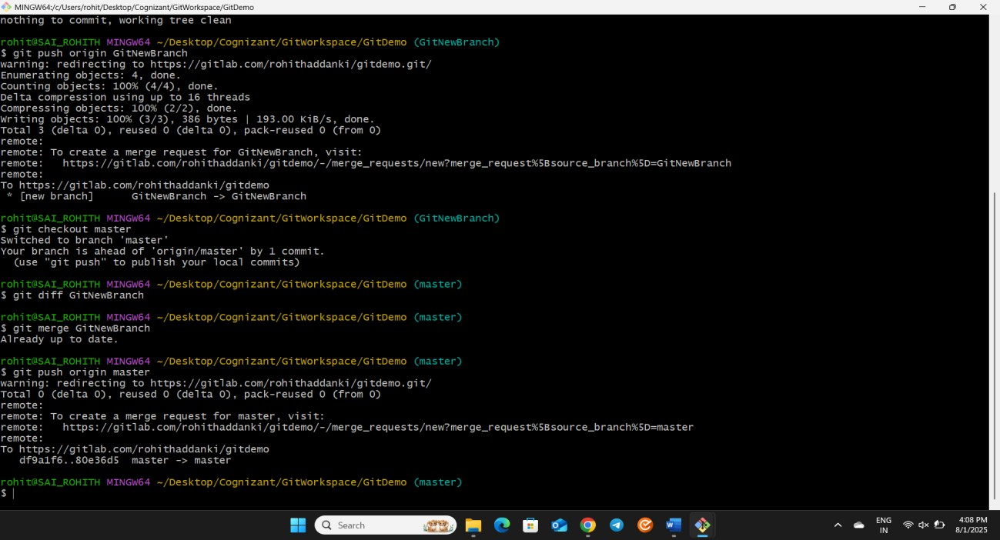 MINGW64:/c/Users/rohit/Desktop/Cognizant/GitWorkspace/GitDemo
nothing to commit, working tree clean
rohit@SAI_ROHITH MINGW64 ~/Desktop/Cognizant/GitWorkspace/GitDemo (GitNewBranch)
$ git push origin GitNewBranch
warning: redirecting to https://gitlab.com/rohithaddanki/gitdemo.git/
Enumerating objects: 4, done.
Counting objects: 100% (4/4), done.
Delta compression using up to 16 threads
Compressing objects: 100% (2/2), done.
Writing objects: 100% (3/3), 386 bytes | 193.00 KiB/s, done.
Total 3 (delta 0), reused 0 (delta 0), pack-reused 0 (from 0)
remote:
remote: To create a merge request for GitNewBranch, visit:
remote:   https://gitlab.com/rohithaddanki/gitdemo/-/merge_requests/new?merge_request%5Bsource_branch%5D=GitNewBranch
remote:
To https://gitlab.com/rohithaddanki/gitdemo
 * [new branch]      GitNewBranch -> GitNewBranch
rohit@SAI_ROHITH MINGW64 ~/Desktop/Cognizant/GitWorkspace/GitDemo (GitNewBranch)
$ git checkout master
Switched to branch 'master'
Your branch is ahead of 'origin/master' by 1 commit.
  (use "git push" to publish your local commits)
rohit@SAI_ROHITH MINGW64 ~/Desktop/Cognizant/GitWorkspace/GitDemo (master)
$ git diff GitNewBranch
rohit@SAI_ROHITH MINGW64 ~/Desktop/Cognizant/GitWorkspace/GitDemo (master)
$ git merge GitNewBranch
Already up to date.
rohit@SAI_ROHITH MINGW64 ~/Desktop/Cognizant/GitWorkspace/GitDemo (master)
$ git push origin master
warning: redirecting to https://gitlab.com/rohithaddanki/gitdemo.git/
Total 0 (delta 0), reused 0 (delta 0), pack-reused 0 (from 0)
remote:
remote: To create a merge request for master, visit:
remote:   https://gitlab.com/rohithaddanki/gitdemo/-/merge_requests/new?merge_request%5Bsource_branch%5D=master
remote:
To https://gitlab.com/rohithaddanki/gitdemo
   df9a1f6..80e36d5  master -> master
rohit@SAI_ROHITH MINGW64 ~/Desktop/Cognizant/GitWorkspace/GitDemo (master)
$
Search
ENG
IN
4:08 PM
8/1/2025